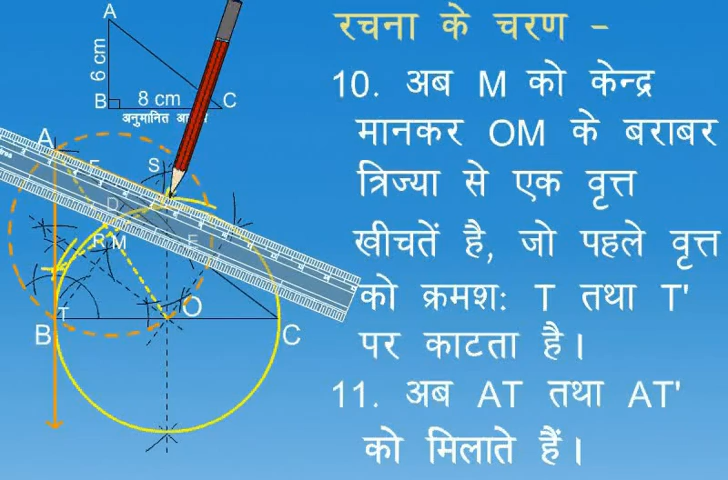 रचना के चरण –
10. अब M को केन्द्र
मानकर OM के बराबर
त्रिज्या से एक वृत्त
खीचतें है, जो पहले वृत्त
को क्रमशः T तथा T'
पर काटता है।
11. अब AT तथा AT'
को मिलाते हैं।
A
6 cm
B
8 cm
C
अनुमानित
A
S
D
R
M
E
T
O
B
C